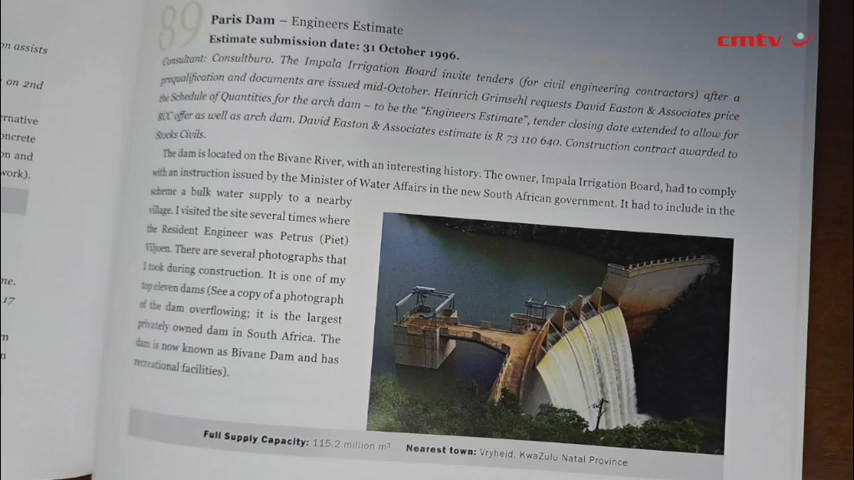 on assists
on 2nd
ernative
oncrete
on and
work).
ne.
17
m
n
89
Paris Dam – Engineers Estimate
Estimate submission date: 31 October 1996.
Consultant: Consultburo. The Impala Irrigation Board invite tenders (for civil engineering contractors) after a
prequalification and documents are issued mid-October. Heinrich Grimsehl requests David Easton & Associates price
the Schedule of Quantities for the arch dam – to be the “Engineers Estimate”, tender closing date extended to allow for
RCC offer as well as arch dam. David Easton & Associates estimate is R 73 110 640. Construction contract awarded to
Stocks Civils.
The dam is located on the Bivane River, with an interesting history. The owner, Impala Irrigation Board, had to comply
with an instruction issued by the Minister of Water Affairs in the new South African government. It had to include in the
scheme a bulk water supply to a nearby
village. I visited the site several times where
the Resident Engineer was Petrus (Piet)
Viljoen. There are several photographs that
I took during construction. It is one of my
top eleven dams (See a copy of a photograph
of the dam overflowing; it is the largest
privately owned dam in South Africa. The
dam is now known as Bivane Dam and has
recreational facilities).
Full Supply Capacity: 115.2 million m³ Nearest town: Vryheid, KwaZulu-Natal Province
cmtv